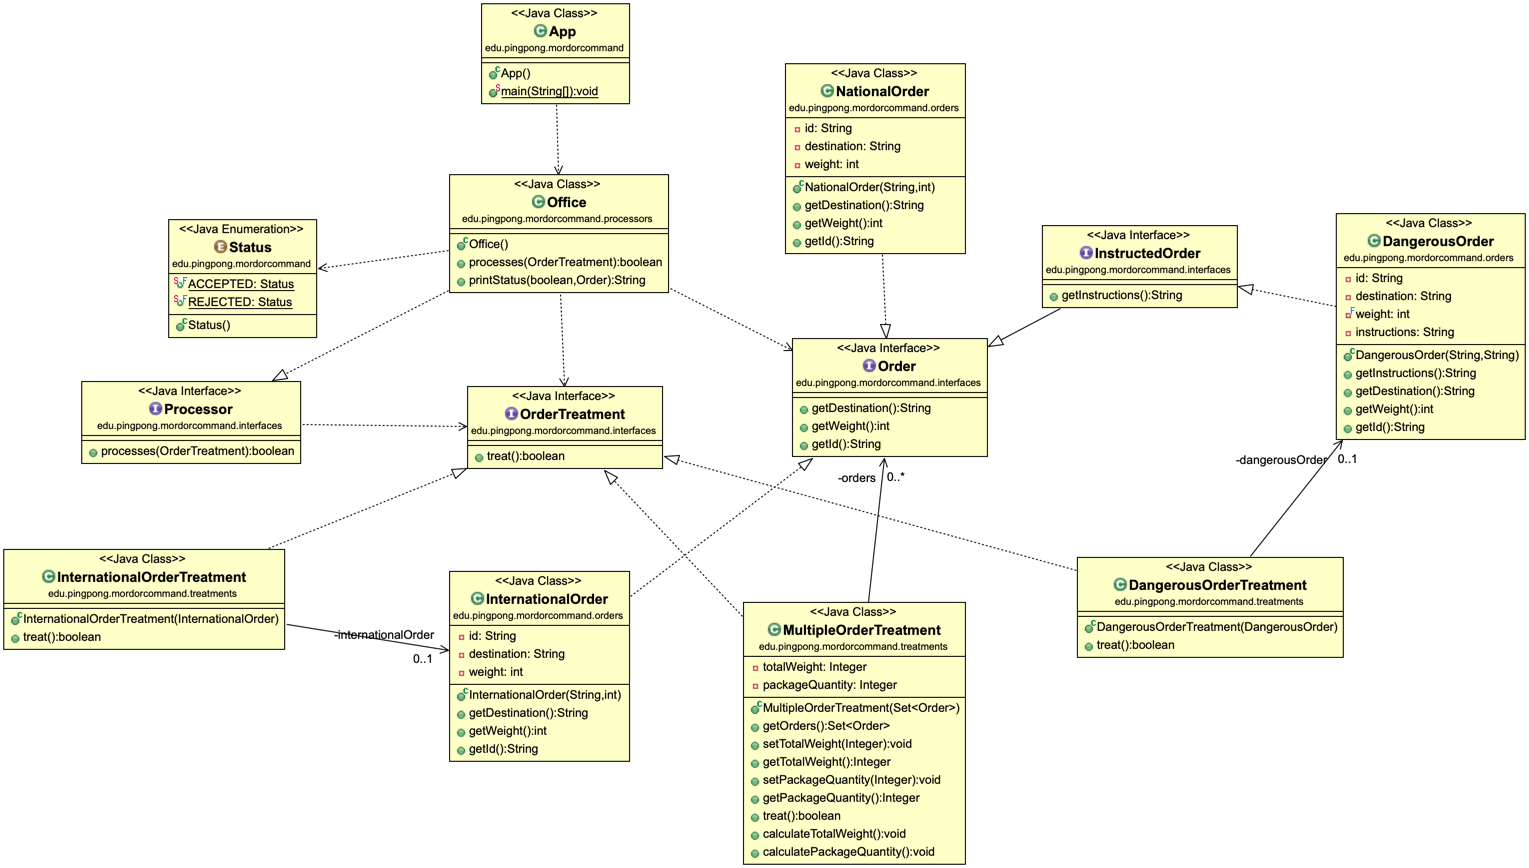 <<Java Class>>
App
edu.pingpong.mordorcommand
App()
main(String[]):void
<<Java Class>>
NationalOrder
edu.pingpong.mordorcommand.orders
id: String
destination: String
weight: int
NationalOrder(String,int)
getDestination():String
getWeight():int
getId():String
<<Java Class>>
Office
edu.pingpong.mordorcommand.processors
Office()
processes(OrderTreatment):boolean
printStatus(boolean,Order):String
<<Java Enumeration>>
Status
edu.pingpong.mordorcommand
ACCEPTED: Status
REJECTED: Status
Status()
<<Java Interface>>
InstructedOrder
edu.pingpong.mordorcommand.interfaces
getInstructions():String
<<Java Class>>
DangerousOrder
edu.pingpong.mordorcommand.orders
id: String
destination: String
weight: int
instructions: String
DangerousOrder(String,String)
getInstructions():String
getDestination():String
getWeight():int
getId():String
<<Java Interface>>
Order
edu.pingpong.mordorcommand.interfaces
getDestination():String
getWeight():int
getId():String
<<Java Interface>>
Processor
edu.pingpong.mordorcommand.interfaces
processes(OrderTreatment):boolean
<<Java Interface>>
OrderTreatment
edu.pingpong.mordorcommand.interfaces
treat():boolean
-orders
0..*
-dangerousOrder
0..1
<<Java Class>>
InternationalOrderTreatment
edu.pingpong.mordorcommand.treatments
InternationalOrderTreatment(InternationalOrder)
treat():boolean
-internationalOrder
0..1
<<Java Class>>
InternationalOrder
edu.pingpong.mordorcommand.orders
id: String
destination: String
weight: int
InternationalOrder(String,int)
getDestination():String
getWeight():int
getId():String
<<Java Class>>
MultipleOrderTreatment
edu.pingpong.mordorcommand.treatments
totalWeight: Integer
packageQuantity: Integer
MultipleOrderTreatment(Set<Order>)
getOrders():Set<Order>
setTotalWeight(Integer):void
getTotalWeight():Integer
setPackageQuantity(Integer):void
getPackageQuantity():Integer
treat():boolean
calculateTotalWeight():void
calculatePackageQuantity():void
<<Java Class>>
DangerousOrderTreatment
edu.pingpong.mordorcommand.treatments
DangerousOrderTreatment(DangerousOrder)
treat():boolean